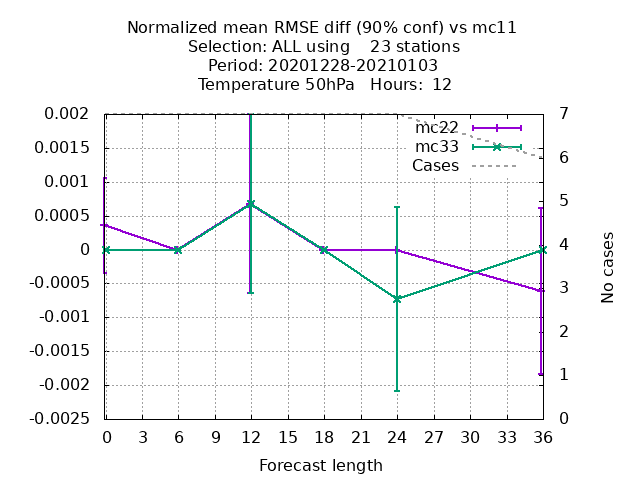 Normalized mean RMSE diff (90% conf) vs mc11
Selection: ALL using    23 stations
Period: 20201228-20210103
Temperature 50hPa   Hours:  12
0.002
0.0015
0.001
0.0005
0
-0.0005
-0.001
-0.0015
-0.002
-0.0025
mc22
mc33
Cases
7
6
5
4
3
2
1
0
No cases
0 3 6 9 12 15 18 21 24 27 30 33 36
Forecast length